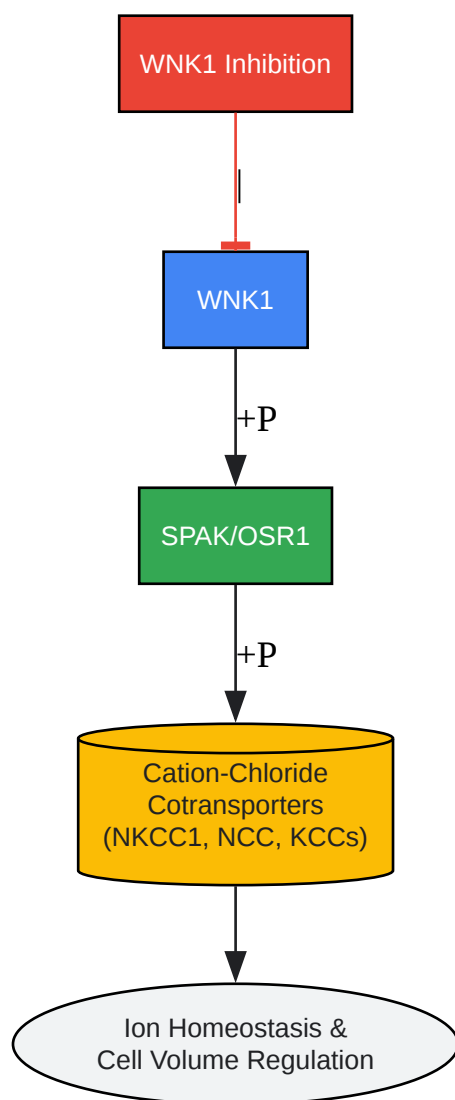 WNK1 Inhibition
|
WNK1
+P
SPAK/OSR1
+P
Cation-Chloride
Cotransporters
(NKCC1, NCC, KCCs)
Ion Homeostasis &
Cell Volume Regulation